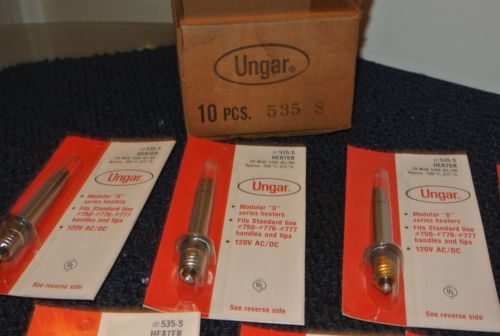 Ungar®
10 PCS. 535 S
#535-S
HEATER
Ungar.
• Modular "S"
series heaters
• Fits Standard line
#750-#776-#777
handles and tips
• 120V AC/DC
UL
See reverse side
#535-S
HEATER
Ungar.
• Modular "S"
series heaters
• Fits Standard line
#750-#776-#777
handles and tips
• 120V AC/DC
UL
See reverse side
#535-S
HEATER
Ungar.
• Modular "S"
series heaters
• Fits Standard line
#750-#776-#777
handles and tips
• 120V AC/DC
UL
See reverse side
#535-S
HEATER